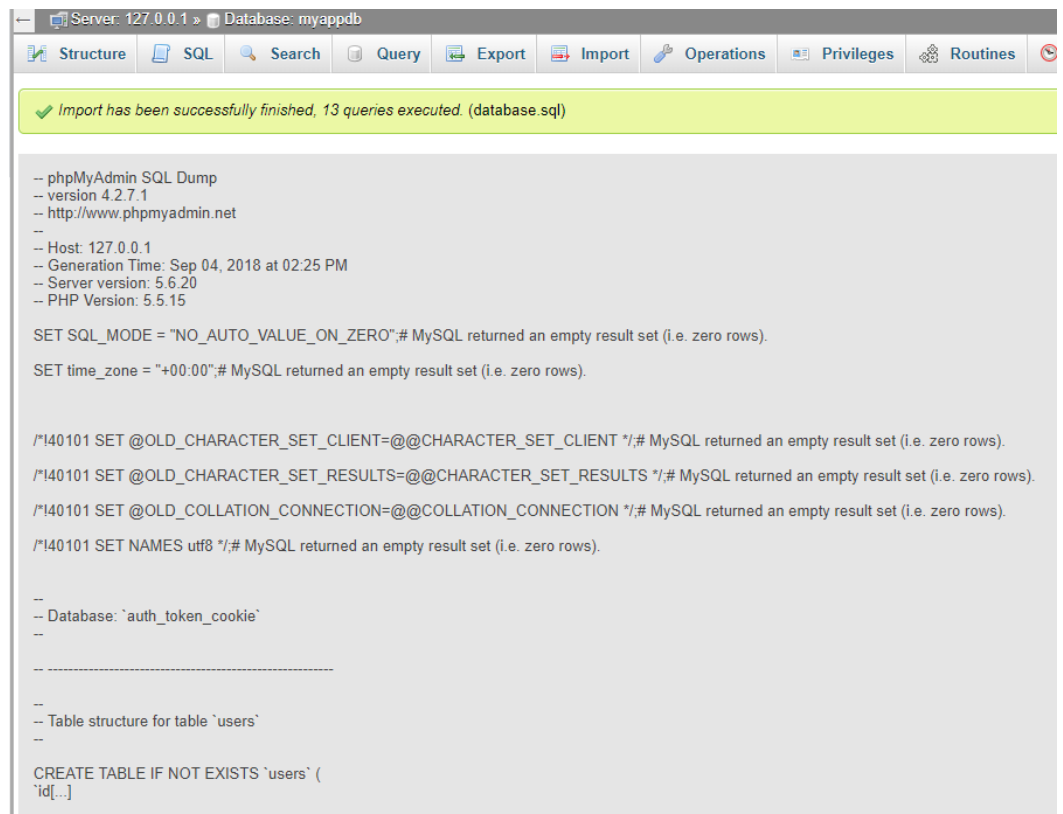 Server: 127.0.0.1 » Database: myappdb
Structure SQL Search Query Export Import Operations Privileges Routines
Import has been successfully finished, 13 queries executed. (database.sql)
-- phpMyAdmin SQL Dump
-- version 4.2.7.1
-- http://www.phpmyadmin.net
--
-- Host: 127.0.0.1
-- Generation Time: Sep 04, 2018 at 02:25 PM
-- Server version: 5.6.20
-- PHP Version: 5.5.15
SET SQL_MODE = "NO_AUTO_VALUE_ON_ZERO";# MySQL returned an empty result set (i.e. zero rows).
SET time_zone = "+00:00";# MySQL returned an empty result set (i.e. zero rows).
/*!40101 SET @OLD_CHARACTER_SET_CLIENT=@@CHARACTER_SET_CLIENT */;# MySQL returned an empty result set (i.e. zero rows).
/*!40101 SET @OLD_CHARACTER_SET_RESULTS=@@CHARACTER_SET_RESULTS */;# MySQL returned an empty result set (i.e. zero rows).
/*!40101 SET @OLD_COLLATION_CONNECTION=@@COLLATION_CONNECTION */;# MySQL returned an empty result set (i.e. zero rows).
/*!40101 SET NAMES utf8 */;# MySQL returned an empty result set (i.e. zero rows).
--
-- Database: `auth_token_cookie`
--
-- --------------------------------------------------------
--
-- Table structure for table `users`
--
CREATE TABLE IF NOT EXISTS `users` (
`id[...]